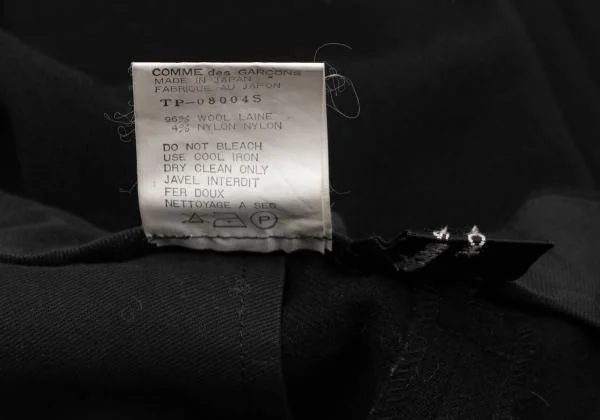 COMME des GARÇONS
MADE IN JAPAN
FABRIQUÉ AU JAPON
TP-08004S
96% WOOL LAINE
4% NYLON NYLON
DO NOT BLEACH
USE COOL IRON
DRY CLEAN ONLY
JAVEL INTERDIT
FER DOUX
NETTOYAGE A SEC
P